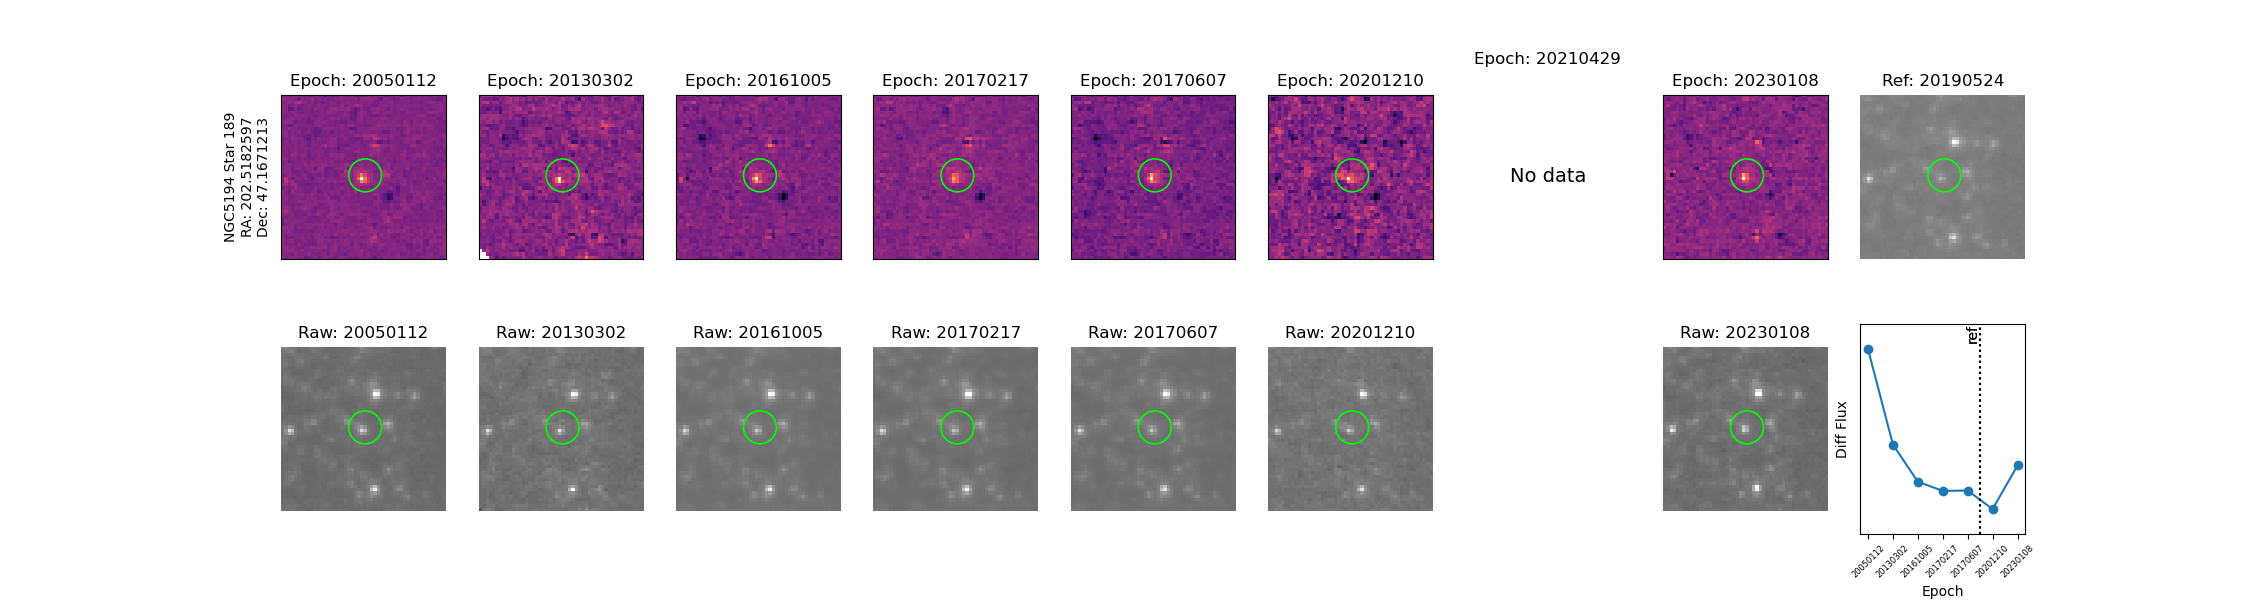 Epoch: 20210429
Epoch: 20050112
Epoch: 20130302
Epoch: 20161005
Epoch: 20170217
Epoch: 20170607
Epoch: 20201210
Epoch: 20230108
Ref: 20190524
NGC5194 Star 189
RA: 202.5182597
Dec: 47.1671213
No data
Raw: 20050112
Raw: 20130302
Raw: 20161005
Raw: 20170217
Raw: 20170607
Raw: 20201210
Raw: 20230108
ref
Diff Flux
20050112
20130302
20161005
20170217
20170607
20201210
20230108
Epoch